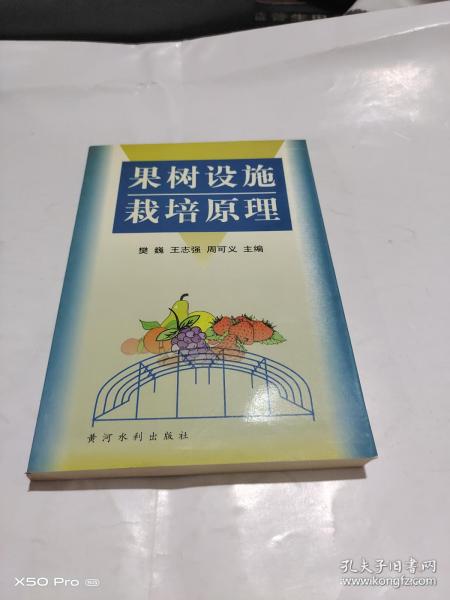 果树设施
栽培原理
樊 巍 王志强 周可义 主编
黄河水利出版社
X50 Pro 5G
孔夫子旧书网
www.kongfz.com